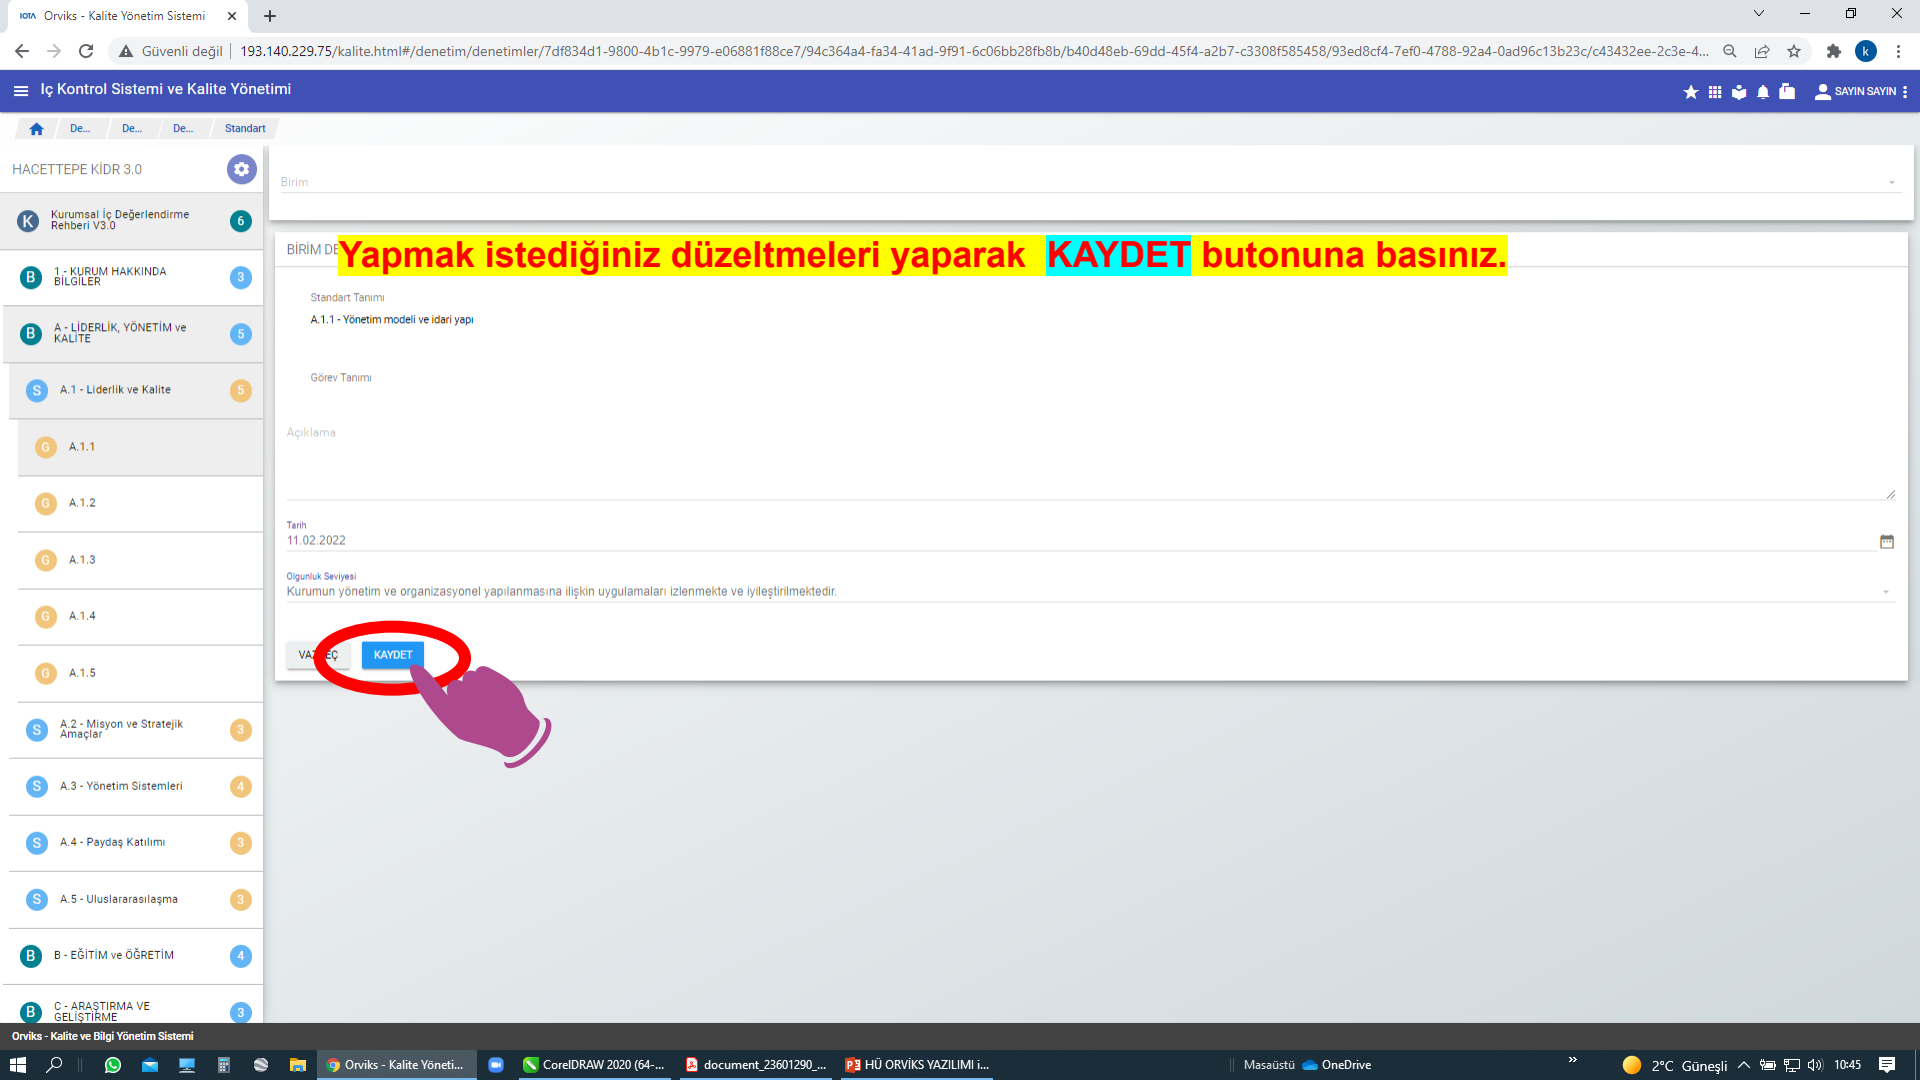 IOTA Orviks - Kalite Yönetim Sistemi
Güvenli değil 193.140.229.75/kalite.html#/denetim/denetimler/7df834d1-9800-4b1c-9979-e06881f88ce7/94c364a4-fa34-41ad-9f91-6c06bb28fb8b/b40d48eb-69dd-45f4-a2b7-c3308f585458/93ed8cf4-7ef0-4788-92a4-0ad96c13b23c/c43432ee-2c3e-4... k
Iç Kontrol Sistemi ve Kalite Yönetimi
SAYIN SAYIN
De... De... De... Standart
HACETTEPE KİDR 3.0
K Kurumsal İç Değerlendirme
Rehberi V3.0 6
B 1 - KURUM HAKKINDA
BİLGİLER 3
B A - LİDERLİK, YÖNETİM ve
KALİTE 5
S A.1 - Liderlik ve Kalite 5
G A.1.1
G A.1.2
G A.1.3
G A.1.4
G A.1.5
S A.2 - Misyon ve Stratejik
Amaçlar 3
S A.3 - Yönetim Sistemleri 4
S A.4 - Paydaş Katılımı 3
S A.5 - Uluslararasılaşma 3
B B - EĞİTİM ve ÖĞRETİM 4
B C - ARAŞTIRMA VE
GELİŞTİRME 3
Birim
BİRİM DE
Yapmak istediğiniz düzeltmeleri yaparak KAYDET butonuna basınız.
Standart Tanımı
A.1.1 - Yönetim modeli ve idari yapı
Görev Tanımı
Açıklama
Tarih
11.02.2022
Olgunluk Seviyesi
Kurumun yönetim ve organizasyonel yapılanmasına ilişkin uygulamaları izlenmekte ve iyileştirilmektedir.
KAYDET
Orviks - Kalite ve Bilgi Yönetim Sistemi
Orviks - Kalite Yöneti... CorelDRAW 2020 (64-... document_23601290_... HÜ ORVİKS YAZILIMI i... Masaüstü OneDrive 2°C Güneşli 10:45